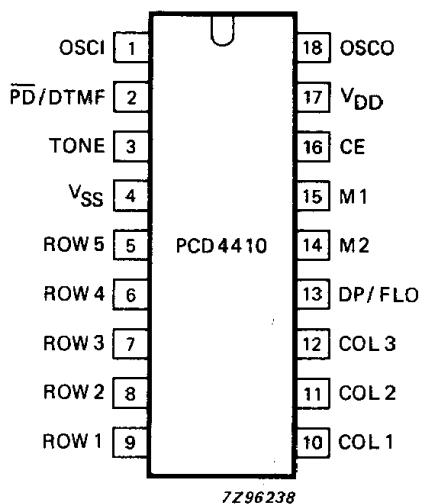 OSCI 1 18 OSCO
P̅D̅/DTMF 2 17 VDD
TONE 3 16 CE
VSS 4 15 M1
ROW 5 5 PCD4410 14 M2
ROW 4 6 13 DP/FLO
ROW 3 7 12 COL 3
ROW 2 8 11 COL 2
ROW 1 9 10 COL 1
7Z96238